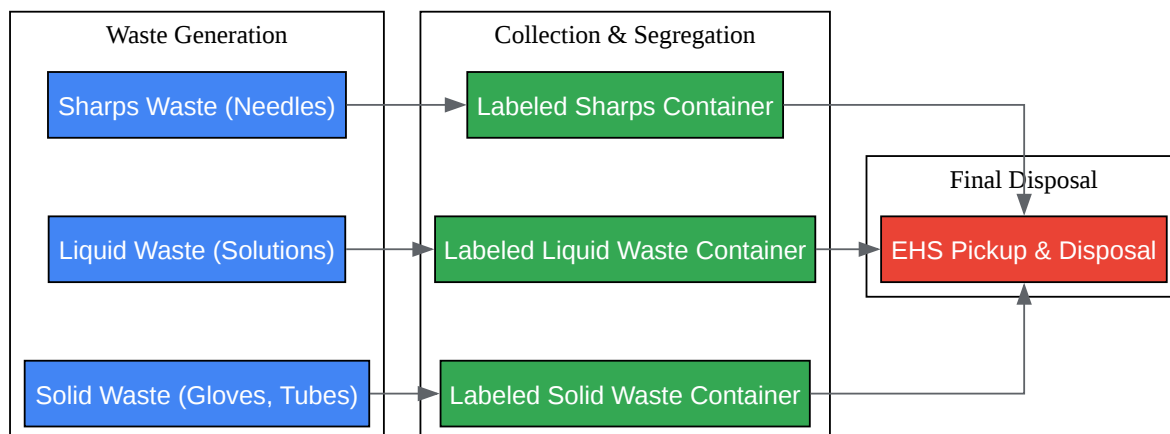 Waste Generation
Collection & Segregation
Sharps Waste (Needles)
Labeled Sharps Container
Final Disposal
Liquid Waste (Solutions)
Labeled Liquid Waste Container
EHS Pickup & Disposal
Solid Waste (Gloves, Tubes)
Labeled Solid Waste Container